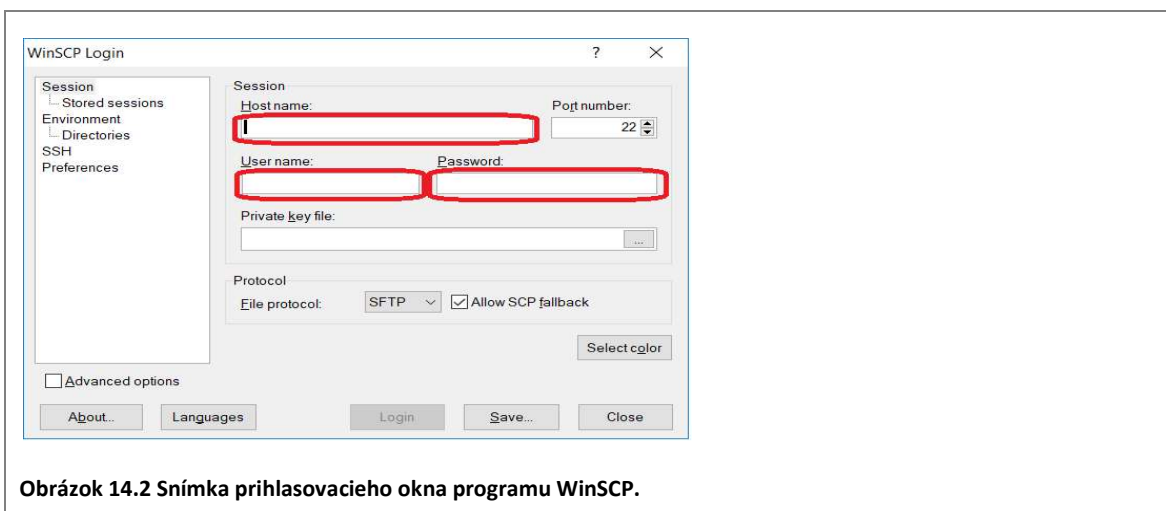 WinSCP Login ? ×
Session
Stored sessions
Environment
Directories
SSH
Preferences
Session
Host name: Port number:
22
User name: Password:
Private key file:
...
Protocol
File protocol: SFTP Allow SCP fallback
Select color
Advanced options
About... Languages Login Save... Close
Obrázok 14.2 Snímka prihlasovacieho okna programu WinSCP.